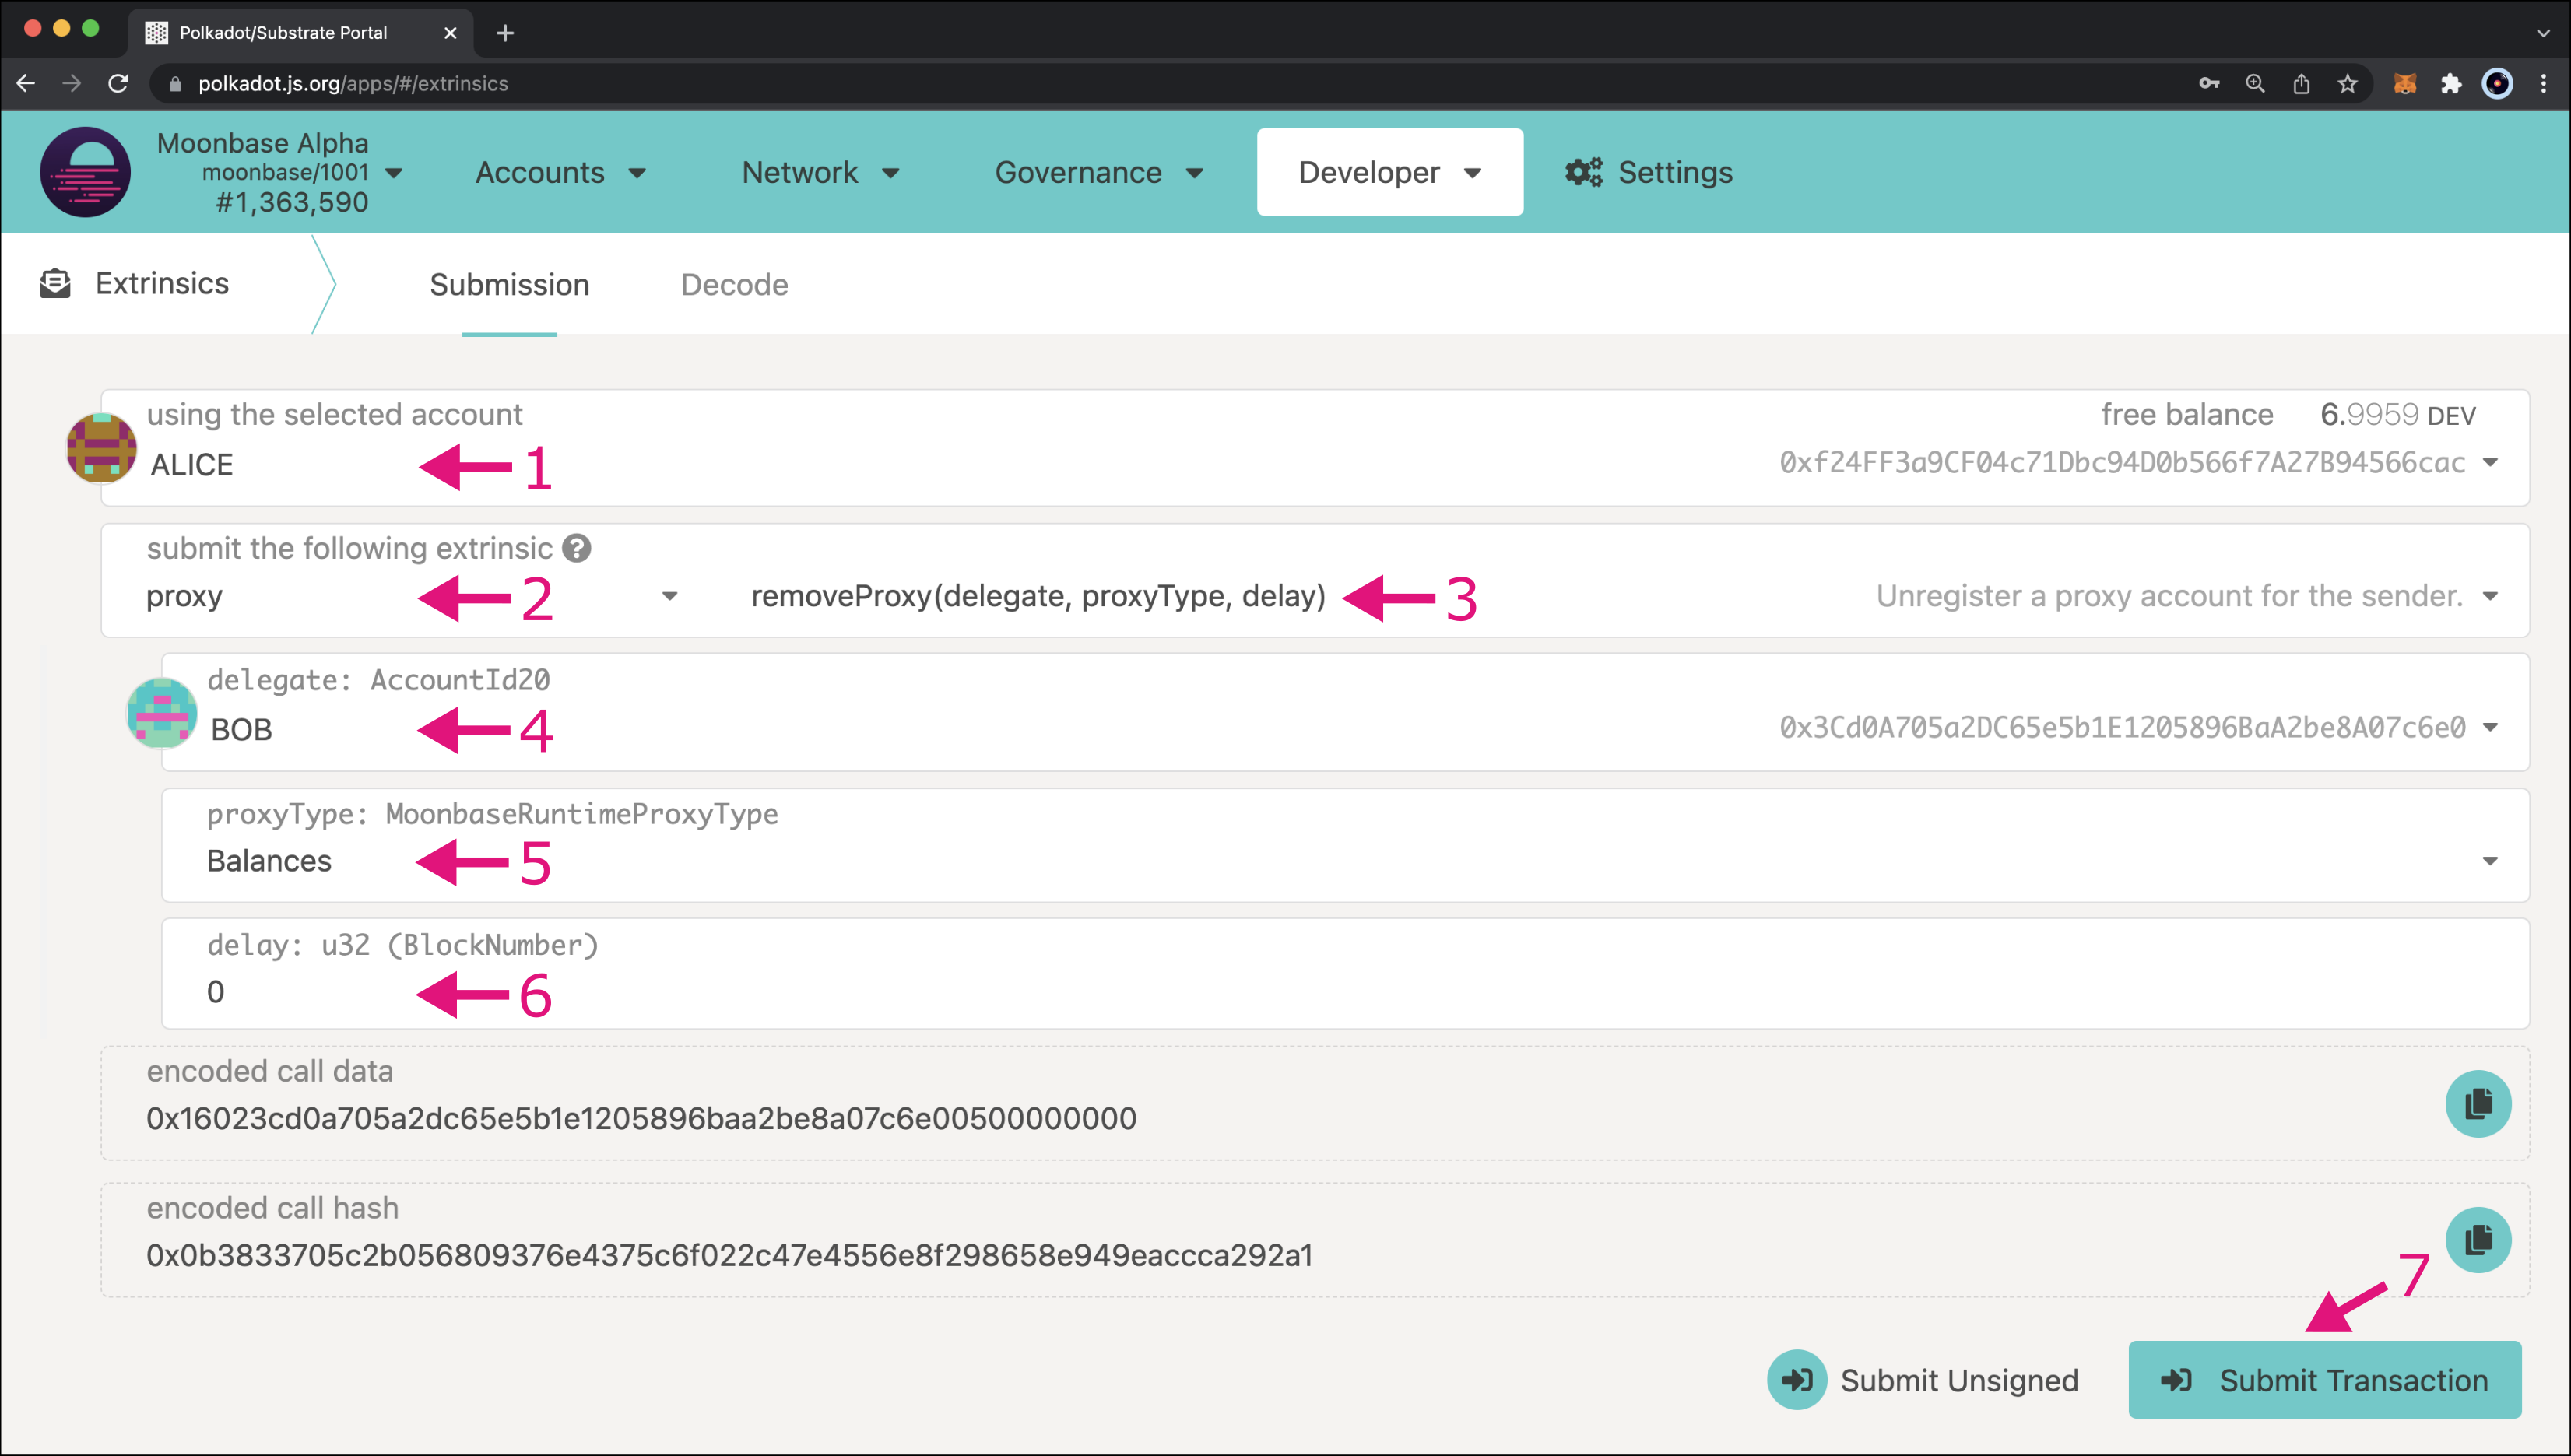 Polkadot/Substrate Portal
polkadot.js.org/apps/#/extrinsics
Moonbase Alpha
moonbase/1001
#1,363,590
Accounts
Network
Governance
Developer
Settings
Extrinsics
Submission
Decode
using the selected account
free balance 6.9959 DEV
ALICE
1
0xf24FF3a9CF04c71Dbc94D0b566f7A27B94566cac
submit the following extrinsic ?
proxy
2
removeProxy(delegate, proxyType, delay)
3
Unregister a proxy account for the sender.
delegate: AccountId20
BOB
4
0x3Cd0A705a2DC65e5b1E1205896BaA2be8A07c6e0
proxyType: MoonbaseRuntimeProxyType
Balances
5
delay: u32 (BlockNumber)
0
6
encoded call data
0x16023cd0a705a2dc65e5b1e1205896baa2be8a07c6e00500000000
encoded call hash
0x0b3833705c2b056809376e4375c6f022c47e4556e8f298658e949eaccca292a1
7
Submit Unsigned
Submit Transaction